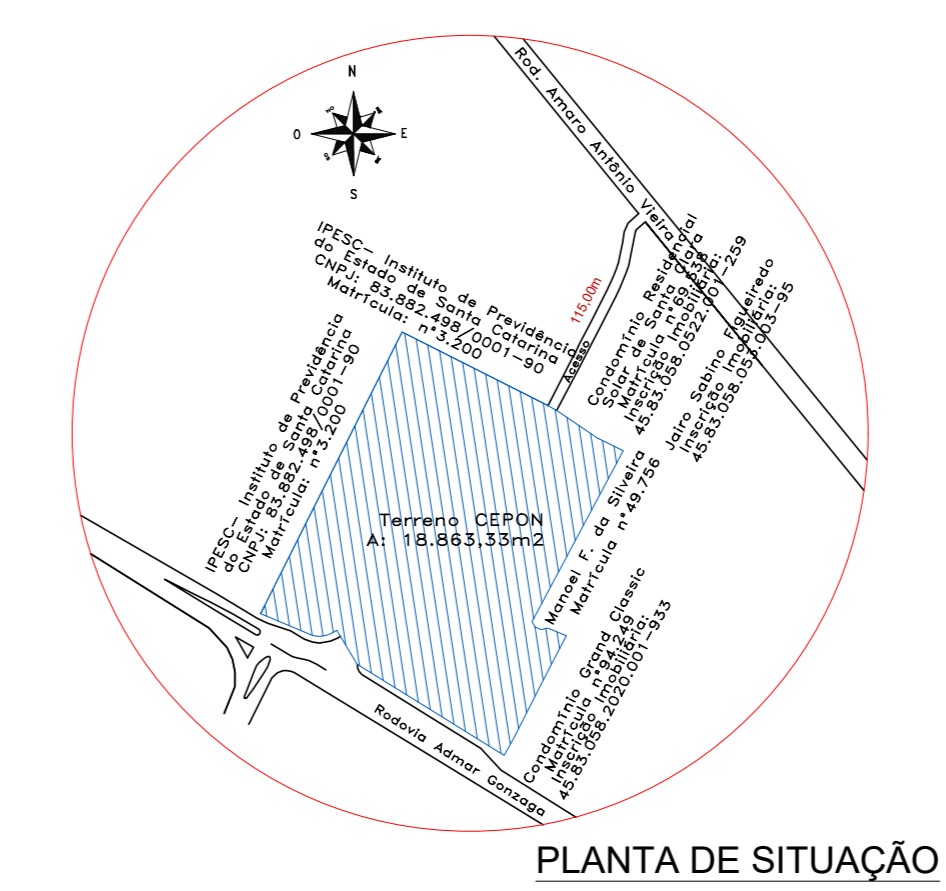 Rod. Amaro Antônio Vieira
N
O
E
S
IPESC- Instituto de Previdência
do Estado de Santa Catarina
CNPJ: 83.882.498/0001-90
Matrícula: n°3.200
115.00m
Acesso
Condomínio Residencial
Solar de Santa Clara
Matrícula n°69.538
Inscrição Imobiliária:
45.83.058.0522.001-259
Jairo Sabino Figueiredo
Inscrição Imobiliária:
45.83.058.053.003-95
IPESC- Instituto de Previdência
do Estado de Santa Catarina
CNPJ: 83.882.498/0001-90
Matrícula: n°3.200
Terreno CEPON
A: 18.863,33m2
Manoel F. da Silveira
Matrícula n°49.756
Condomínio Grand Classic
Matrícula n°94.249
Inscrição Imobiliária:
45.83.058.2020.001-933
Rodovia Admar Gonzaga
PLANTA DE SITUAÇÃO